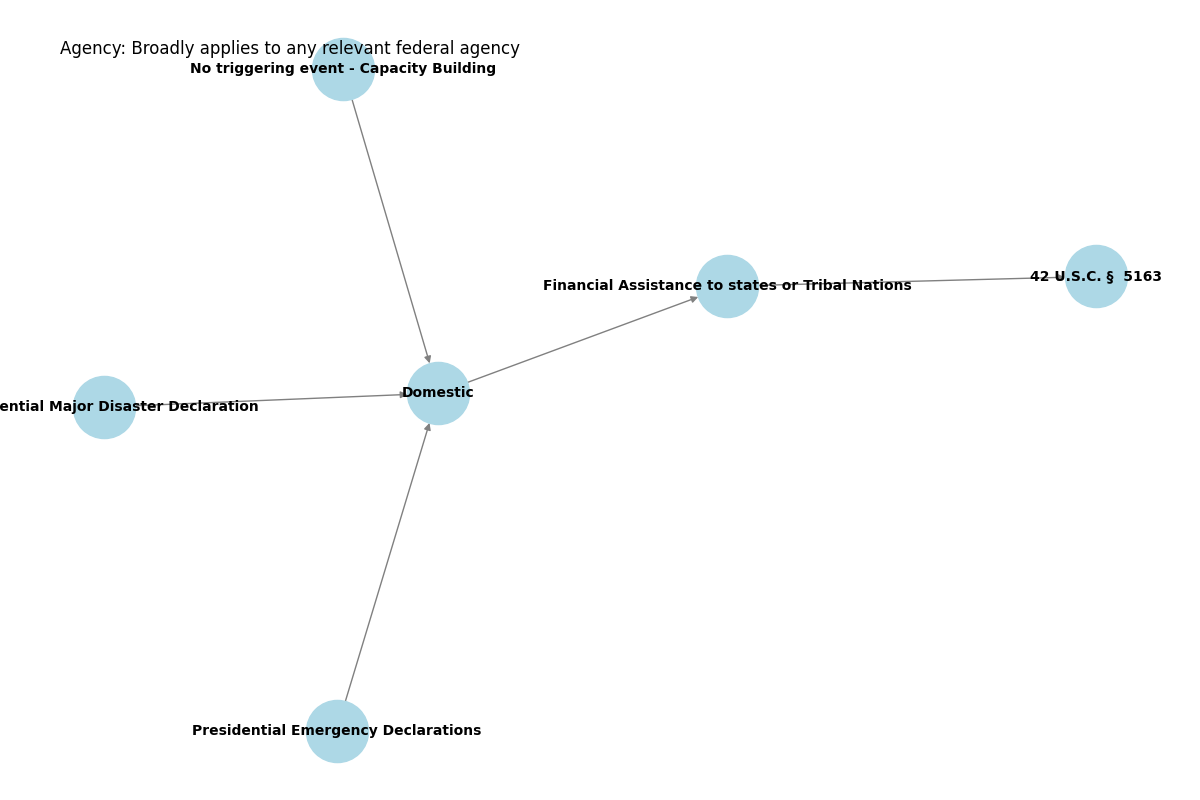 Agency: Broadly applies to any relevant federal agency
No triggering event - Capacity Building
42 U.S.C. §  5163
Financial Assistance to states or Tribal Nations
Domestic
ential Major Disaster Declaration
Presidential Emergency Declarations